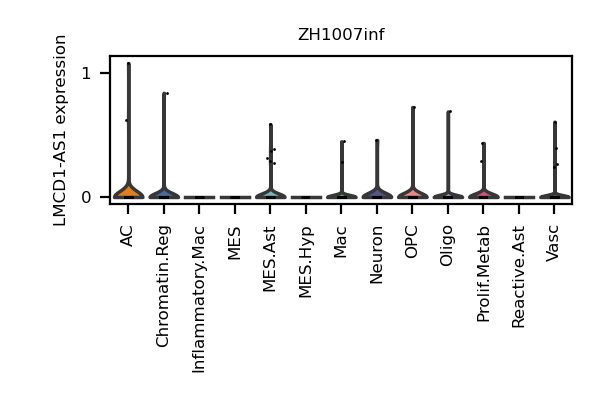 ZH1007inf
LMCD1-AS1 expression
1
0
AC
Chromatin.Reg
Inflammatory.Mac
MES
MES.Ast
MES.Hyp
Mac
Neuron
OPC
Oligo
Prolif.Metab
Reactive.Ast
Vasc